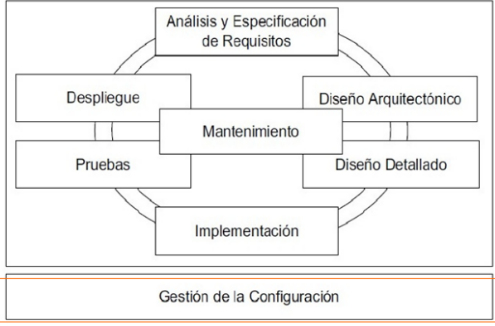 Análisis y Especificación
de Requisitos
Despliegue
Diseño Arquitectónico
Mantenimiento
Pruebas
Diseño Detallado
Implementación
Gestión de la Configuración